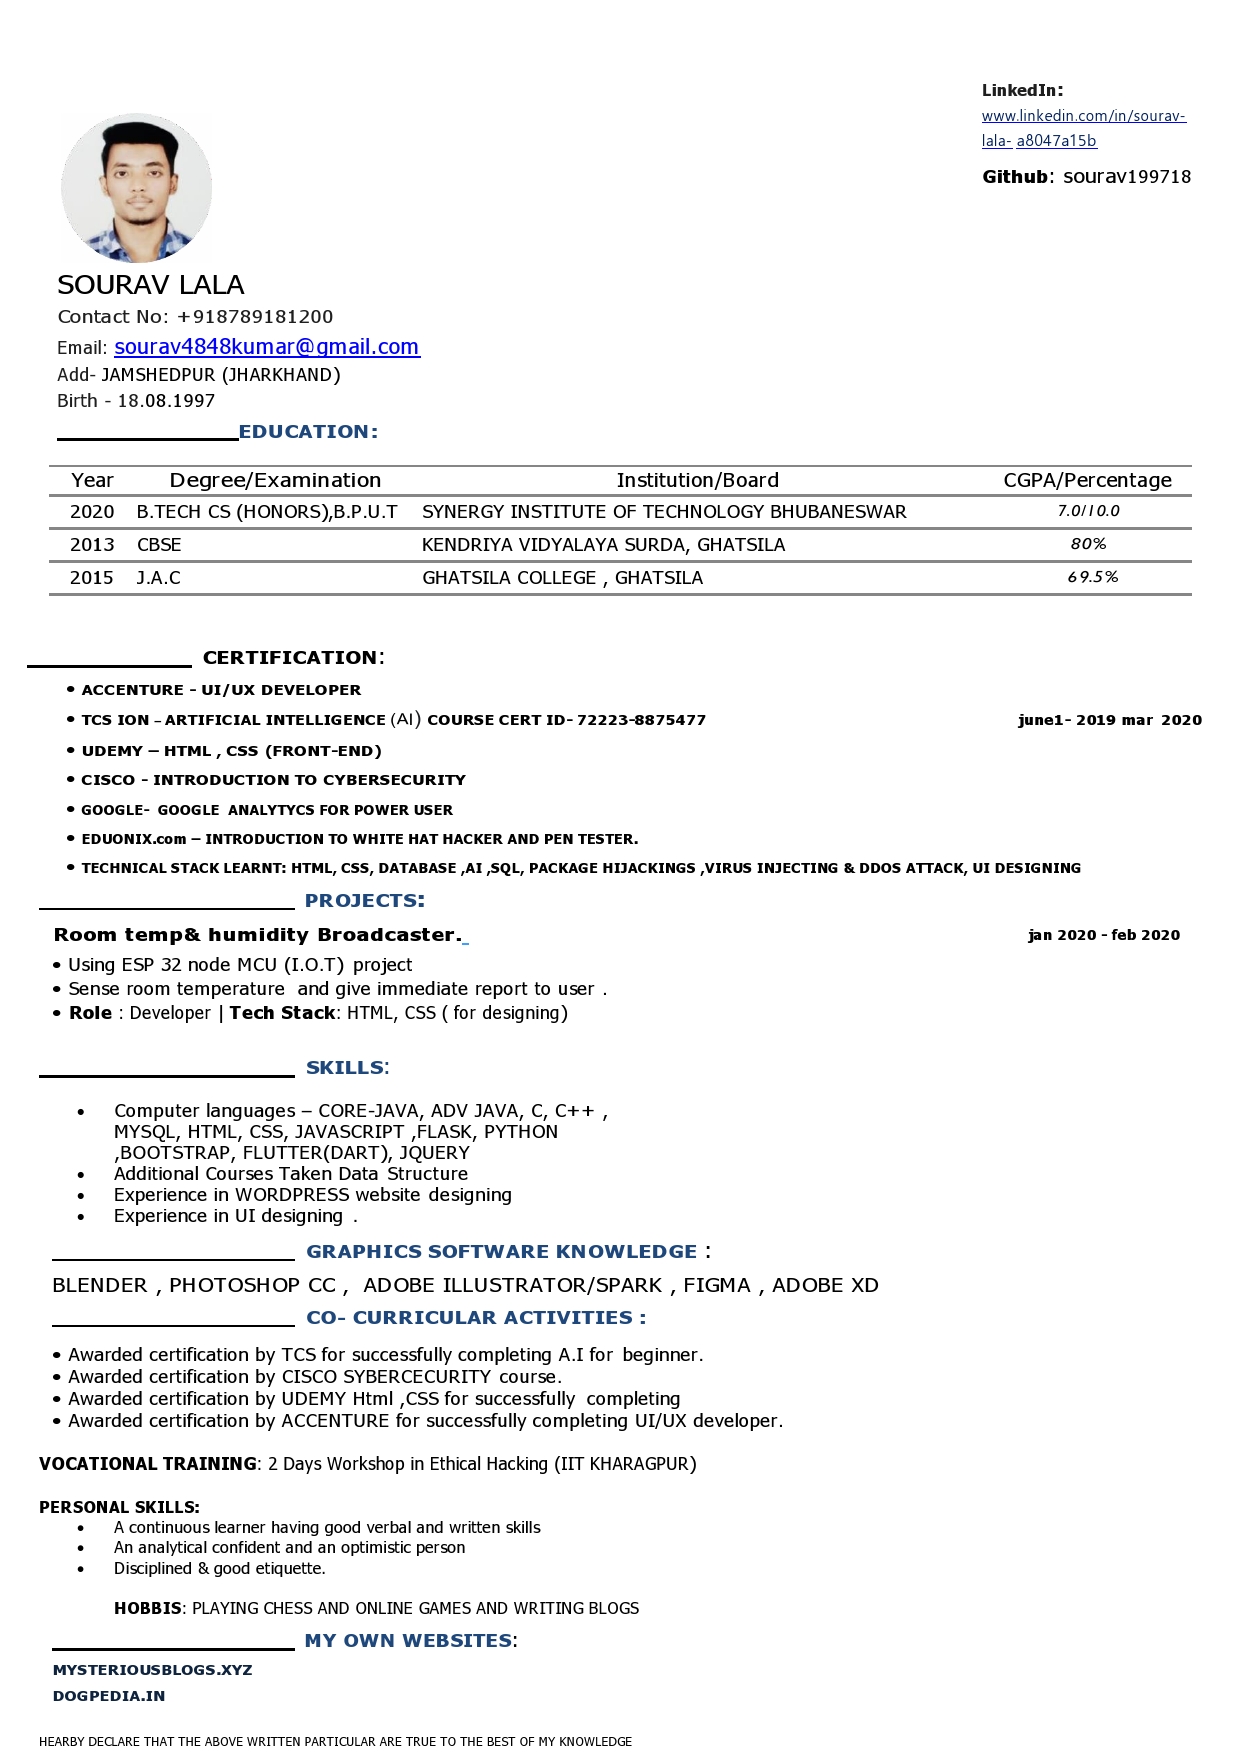 LinkedIn:
www.linkedin.com/in/sourav-
lala- a8047a15b
Github: sourav199718
SOURAV LALA
Contact No: +918789181200
Email: sourav4848kumar@gmail.com
Add- JAMSHEDPUR (JHARKHAND)
Birth - 18.08.1997
EDUCATION:
Year Degree/Examination Institution/Board CGPA/Percentage
2020 B.TECH CS (HONORS),B.P.U.T SYNERGY INSTITUTE OF TECHNOLOGY BHUBANESWAR 7.0/10.0
2013 CBSE KENDRIYA VIDYALAYA SURDA, GHATSILA 80%
2015 J.A.C GHATSILA COLLEGE , GHATSILA 69.5%
CERTIFICATION:
• ACCENTURE - UI/UX DEVELOPER
• TCS ION – ARTIFICIAL INTELLIGENCE (AI) COURSE CERT ID- 72223-8875477 june1- 2019 mar 2020
• UDEMY – HTML , CSS (FRONT-END)
• CISCO - INTRODUCTION TO CYBERSECURITY
• GOOGLE- GOOGLE ANALYTYCS FOR POWER USER
• EDUONIX.com – INTRODUCTION TO WHITE HAT HACKER AND PEN TESTER.
• TECHNICAL STACK LEARNT: HTML, CSS, DATABASE ,AI ,SQL, PACKAGE HIJACKINGS ,VIRUS INJECTING & DDOS ATTACK, UI DESIGNING
PROJECTS:
Room temp& humidity Broadcaster. jan 2020 - feb 2020
• Using ESP 32 node MCU (I.O.T) project
• Sense room temperature and give immediate report to user .
• Role : Developer | Tech Stack: HTML, CSS ( for designing)
SKILLS:
• Computer languages – CORE-JAVA, ADV JAVA, C, C++ ,
MYSQL, HTML, CSS, JAVASCRIPT ,FLASK, PYTHON
,BOOTSTRAP, FLUTTER(DART), JQUERY
• Additional Courses Taken Data Structure
• Experience in WORDPRESS website designing
• Experience in UI designing .
GRAPHICS SOFTWARE KNOWLEDGE :
BLENDER , PHOTOSHOP CC , ADOBE ILLUSTRATOR/SPARK , FIGMA , ADOBE XD
CO- CURRICULAR ACTIVITIES :
• Awarded certification by TCS for successfully completing A.I for beginner.
• Awarded certification by CISCO SYBERCECURITY course.
• Awarded certification by UDEMY Html ,CSS for successfully completing
• Awarded certification by ACCENTURE for successfully completing UI/UX developer.
VOCATIONAL TRAINING: 2 Days Workshop in Ethical Hacking (IIT KHARAGPUR)
PERSONAL SKILLS:
• A continuous learner having good verbal and written skills
• An analytical confident and an optimistic person
• Disciplined & good etiquette.
HOBBIS: PLAYING CHESS AND ONLINE GAMES AND WRITING BLOGS
MY OWN WEBSITES:
MYSTERIOUSBLOGS.XYZ
DOGPEDIA.IN
HEARBY DECLARE THAT THE ABOVE WRITTEN PARTICULAR ARE TRUE TO THE BEST OF MY KNOWLEDGE